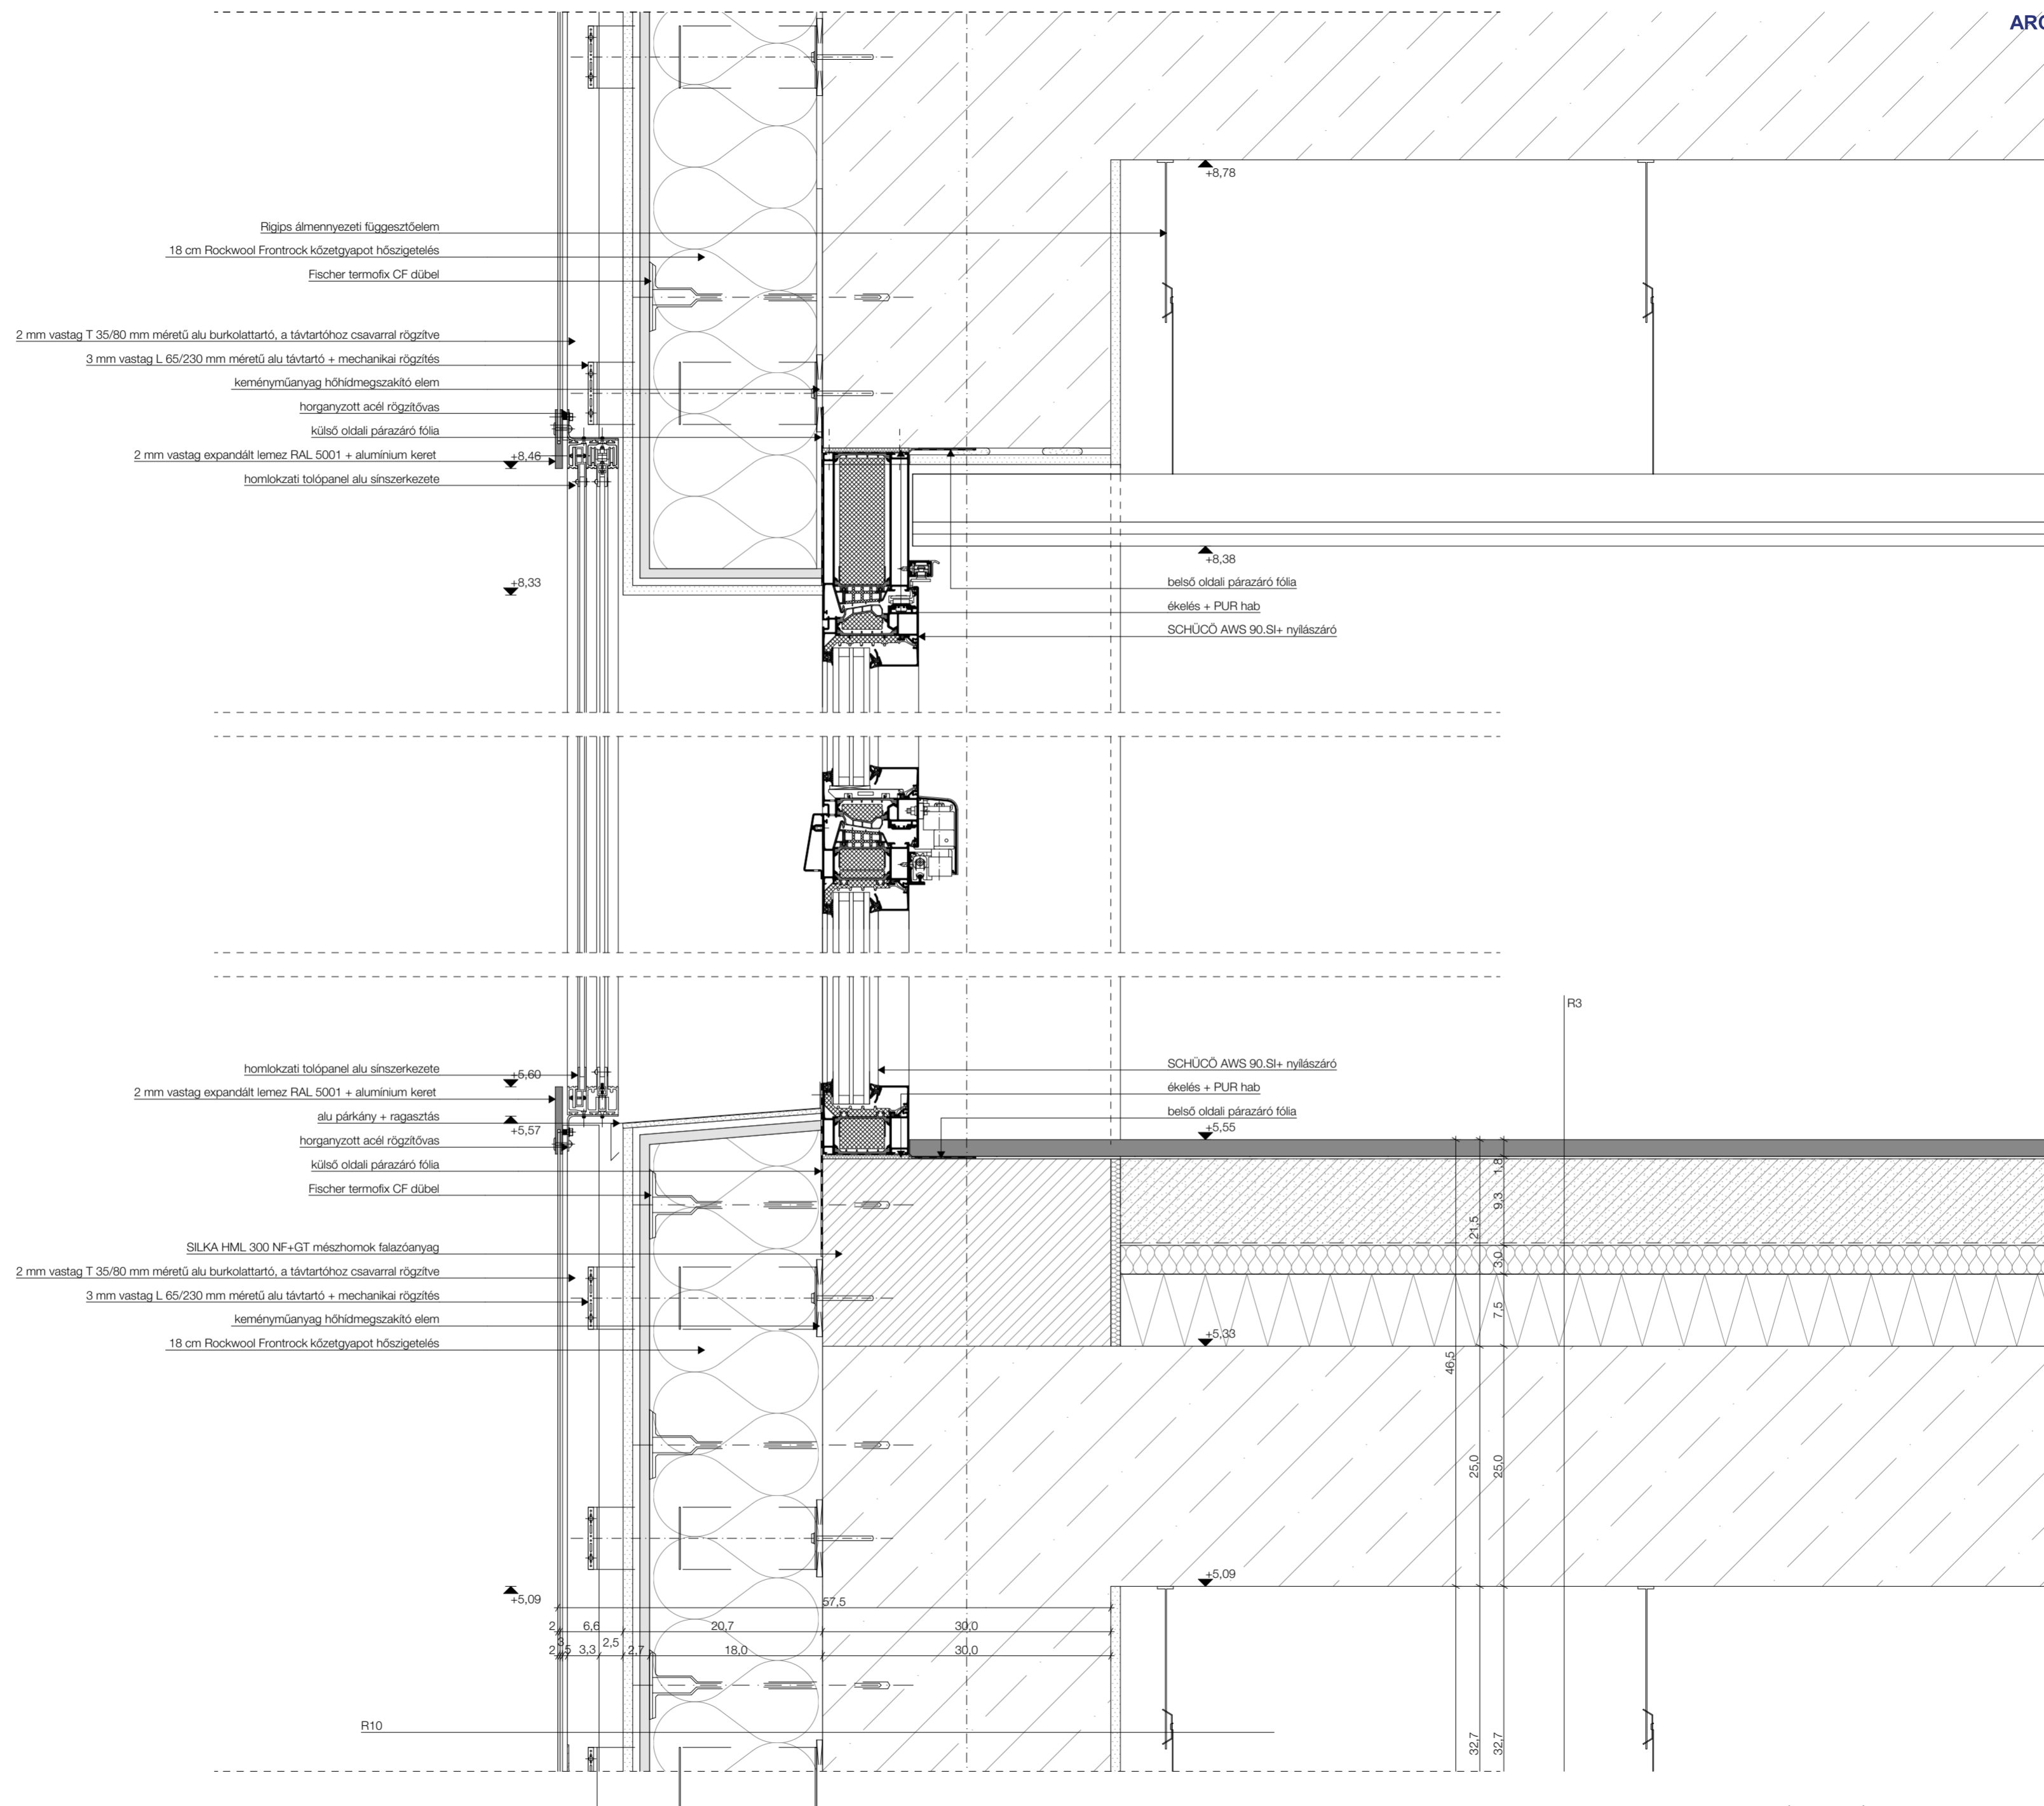 ARC
+8,78
Rigips álmennyezeti függesztőelem
18 cm Rockwool Frontrock kőzetgyapot hőszigetelés
Fischer termofix CF dübel
2 mm vastag T 35/80 mm méretű alu burkolattartó, a távtartóhoz csavarral rögzítve
3 mm vastag L 65/230 mm méretű alu távtartó + mechanikai rögzítés
keményműanyag hőhídmegszakító elem
horganyzott acél rögzítővas
külső oldali párazáró fólia
2 mm vastag expandált lemez RAL 5001 + alumínium keret
+8,46
homlokzati tolópanel alu sínszerkezete
+8,38
+8,33
belső oldali párazáró fólia
ékelés + PUR hab
SCHÜCÖ AWS 90.SI+ nyílászáró
R3
SCHÜCÖ AWS 90.SI+ nyílászáró
homlokzati tolópanel alu sínszerkezete
+5,60
ékelés + PUR hab
2 mm vastag expandált lemez RAL 5001 + alumínium keret
belső oldali párazáró fólia
alu párkány + ragasztás
+5,57
+5,55
horganyzott acél rögzítővas
külső oldali párazáró fólia
1,8
Fischer termofix CF dübel
9,3
21,5
SILKA HML 300 NF+GT mészhomok falazóanyag
3,0
2 mm vastag T 35/80 mm méretű alu burkolattartó, a távtartóhoz csavarral rögzítve
3 mm vastag L 65/230 mm méretű alu távtartó + mechanikai rögzítés
7,5
keményműanyag hőhídmegszakító elem
+5,33
18 cm Rockwool Frontrock kőzetgyapot hőszigetelés
46,5
25,0 25,0
+5,09
+5,09
57,5
2 6,6 20,7 30,0
3 2,5
2 5 3,3 2,7 18,0 30,0
R10
32,7 32,7